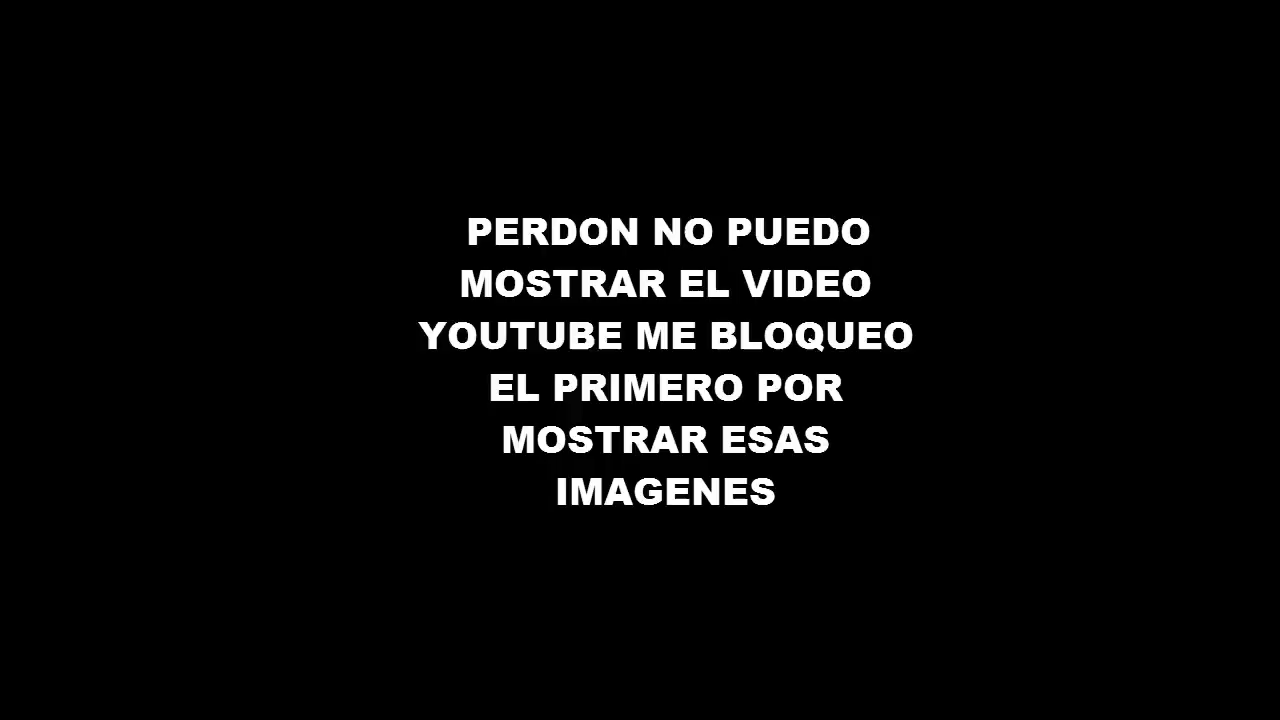 PERDON NO PUEDO
MOSTRAR EL VIDEO
YOUTUBE ME BLOQUEO
EL PRIMERO POR
MOSTRAR ESAS
IMAGENES